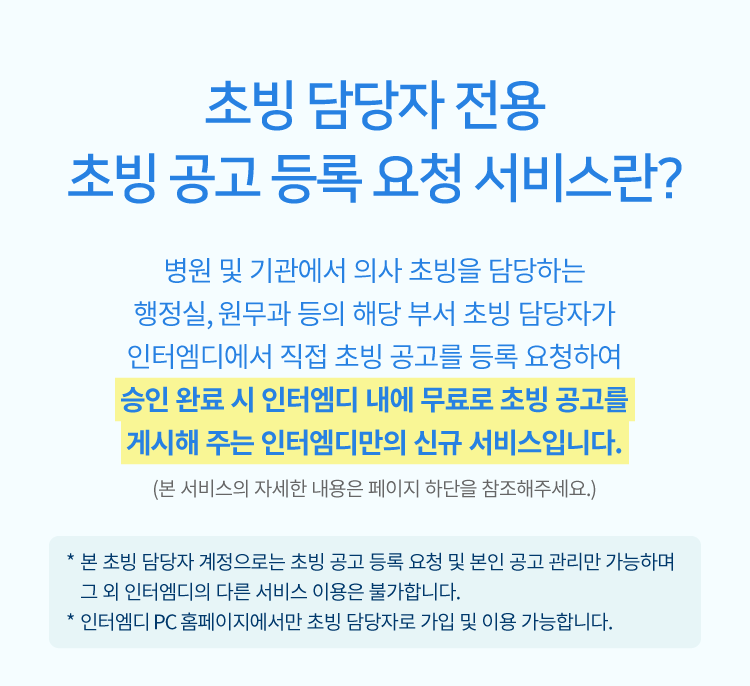 초빙 담당자 전용
초빙 공고 등록 요청 서비스란?
병원 및 기관에서 의사 초빙을 담당하는
행정실, 원무과 등의 해당 부서 초빙 담당자가
인터엠디에서 직접 초빙 공고를 등록 요청하여
승인 완료 시 인터엠디 내에 무료로 초빙 공고를
게시해 주는 인터엠디만의 신규 서비스입니다.
(본 서비스의 자세한 내용은 페이지 하단을 참조해주세요.)
* 본 초빙 담당자 계정으로는 초빙 공고 등록 요청 및 본인 공고 관리만 가능하며
그 외 인터엠디의 다른 서비스 이용은 불가합니다.
* 인터엠디 PC 홈페이지에서만 초빙 담당자로 가입 및 이용 가능합니다.